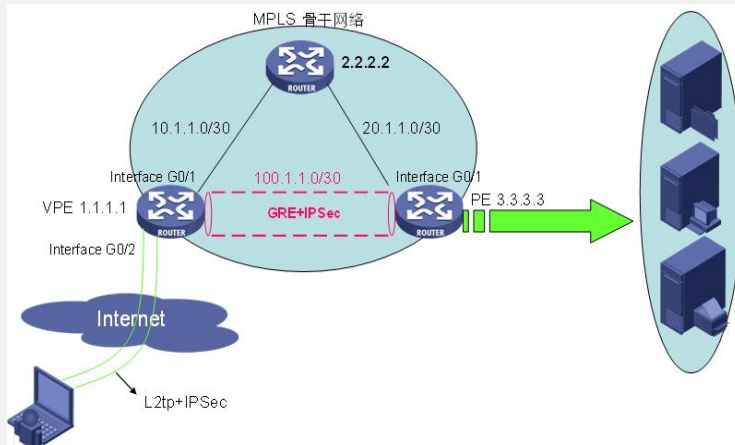 MPLS 骨干网络
2.2.2.2
ROUTER
10.1.1.0/30
20.1.1.0/30
Interface G0/1
100.1.1.0/30
Interface G0/1
VPE 1.1.1.1
GRE+IPSec
PE 3.3.3.3
ROUTER
ROUTER
Interface G0/2
Internet
L2tp+IPSec